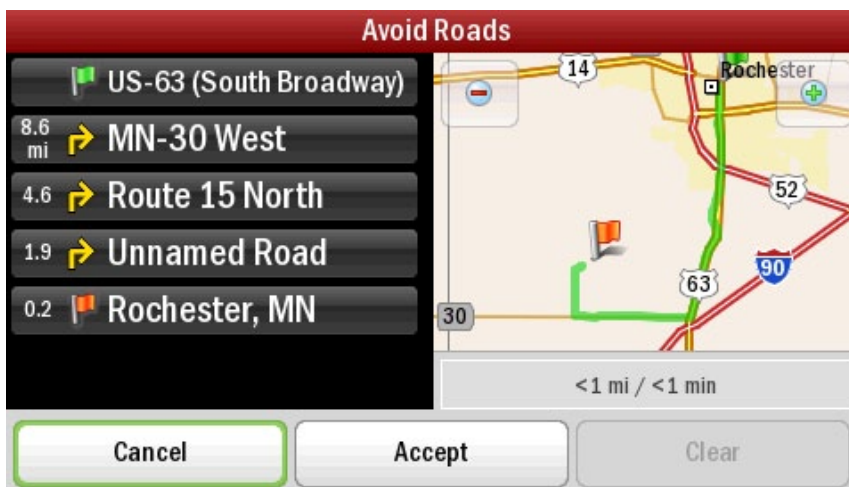 Avoid Roads
US-63 (South Broadway)
8.6
mi
MN-30 West
4.6
Route 15 North
1.9
Unnamed Road
0.2
Rochester, MN
14
Rochester
52
90
63
30
<1 mi / <1 min
Cancel
Accept
Clear